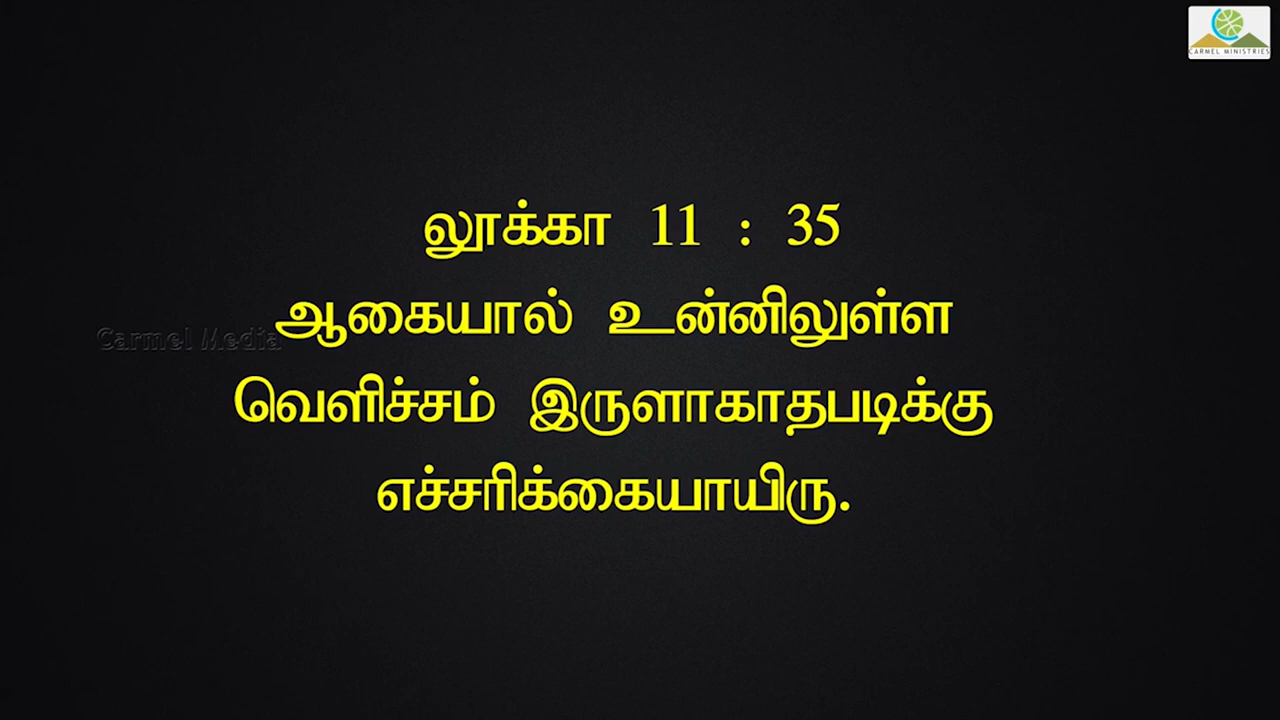 CARMEL MINISTRIES
லூக்கா 11 : 35
ஆகையால் உன்னிலுள்ள
Carmel Media
வெளிச்சம் இருளாகாதபடிக்கு
எச்சரிக்கையாயிரு.